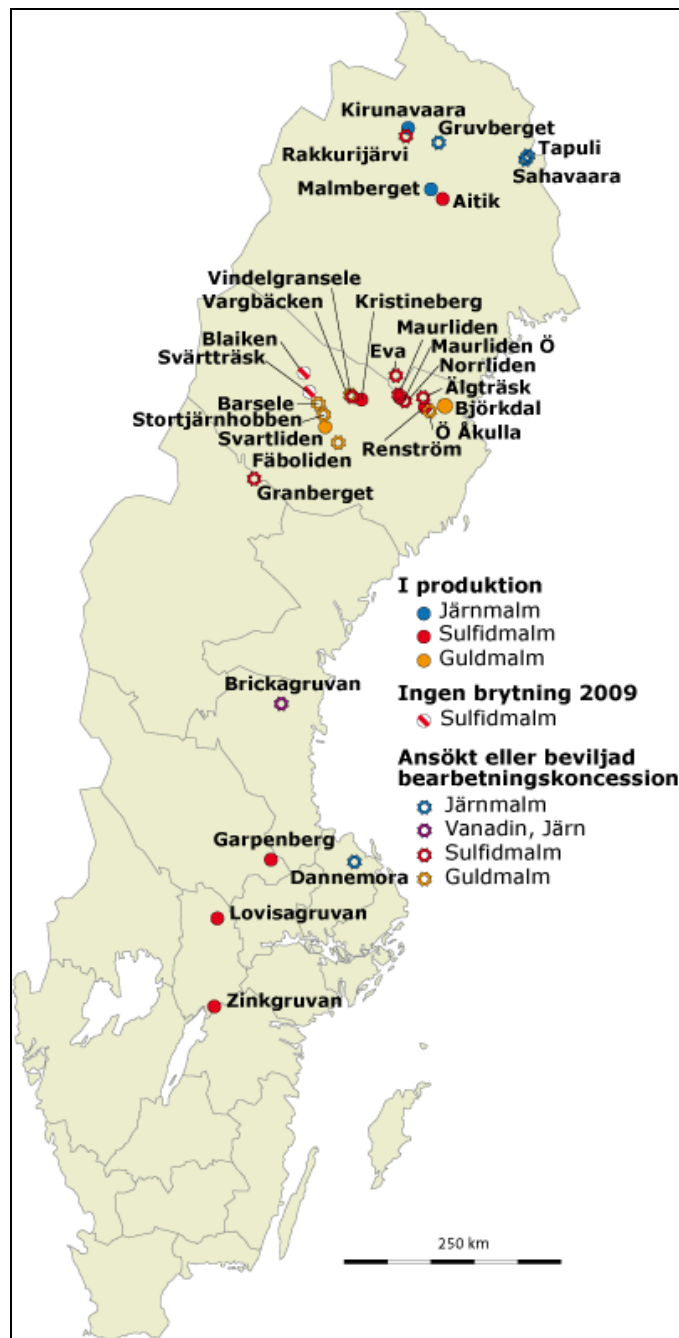 Kirunavaara
Gruvberget
Rakkurijärvi
Tapuli
Sahavaara
Malmberget
Aitik
Vindelgransele
Vargbäcken
Kristineberg
Blaiken
Maurliden
Svärtträsk
Eva
Maurliden Ö
Norrliden
Barsele
Älgträsk
Stortjärnhobben
Björkdal
Svartliden
Ö Åkulla
Renström
Fäboliden
Granberget
I produktion
Järnmalm
Sulfidmalm
Guldmalm
Brickagruvan
Ingen brytning 2009
Sulfidmalm
Ansökt eller beviljad
bearbetningskoncession
Järnmalm
Vanadin, Järn
Sulfidmalm
Guldmalm
Garpenberg
Dannemora
Lovisagruvan
Zinkgruvan
250 km